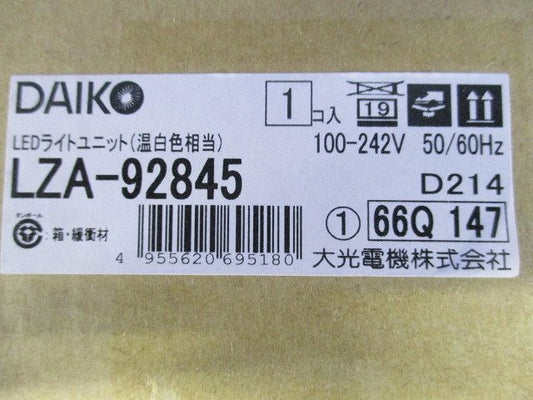 DAIKO 1 コ入 19
LEDライトユニット(温白色相当) 100-242V 50/60Hz
LZA-92845 D214
ダンボール :箱・緩衝材 ① 66Q 147
4 955620 695180 大光電機株式会社